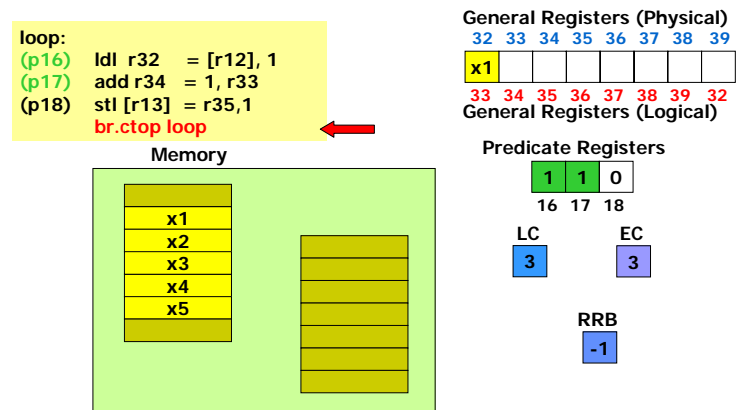 loop:
(p16) ldl r32 = [r12], 1
(p17) add r34 = 1, r33
(p18) stl [r13] = r35,1
br.ctop loop
General Registers (Physical)
32 33 34 35 36 37 38 39
x1
33 34 35 36 37 38 39 32
General Registers (Logical)
Memory
x1
x2
x3
x4
x5
Predicate Registers
1 1 0
16 17 18
LC EC
3 3
RRB
-1